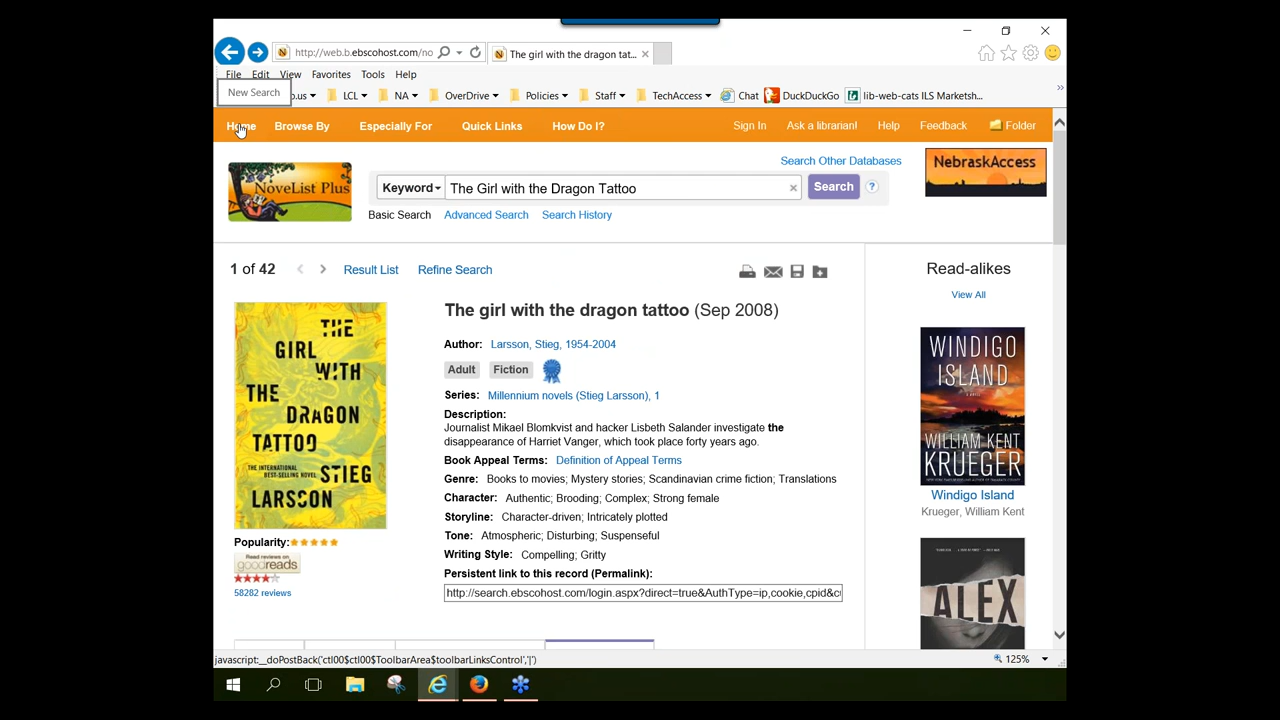 http://web.b.ebscohost.com/no
The girl with the dragon tat...
File Edit View Favorites Tools Help
New Search
o.us LCL NA OverDrive Policies Staff TechAccess Chat DuckDuckGo lib-web-cats ILS Marketsh...
Home Browse By Especially For Quick Links How Do I? Sign In Ask a librarian! Help Feedback Folder
Search Other Databases
NoveList Plus
Keyword The Girl with the Dragon Tattoo Search ?
NebraskAccess
Basic Search Advanced Search Search History
1 of 42 Result List Refine Search
Read-alikes
View All
The girl with the dragon tattoo (Sep 2008)
Author: Larsson, Stieg, 1954-2004
Adult Fiction
Series: Millennium novels (Stieg Larsson), 1
Description:
Journalist Mikael Blomkvist and hacker Lisbeth Salander investigate the
disappearance of Harriet Vanger, which took place forty years ago.
Book Appeal Terms: Definition of Appeal Terms
Genre: Books to movies; Mystery stories; Scandinavian crime fiction; Translations
Character: Authentic; Brooding; Complex; Strong female
Storyline: Character-driven; Intricately plotted
Tone: Atmospheric; Disturbing; Suspenseful
Writing Style: Compelling; Gritty
Persistent link to this record (Permalink):
http://search.ebscohost.com/login.aspx?direct=true&AuthType=ip,cookie,cpid&c
THE
GIRL
WITH
THE
DRAGON
TATTOO
THE INTERNATIONAL
BEST-SELLING NOVEL
STIEG
LARSSON
Popularity:
Read reviews on
goodreads
58282 reviews
WINDIGO
ISLAND
A NOVEL
WILLIAM KENT
KRUEGER
Windigo Island
Krueger, William Kent
ALEX
javascript:__doPostBack('ctl00$ctl00$ToolbarArea$toolbarLinksControl','|')
125%